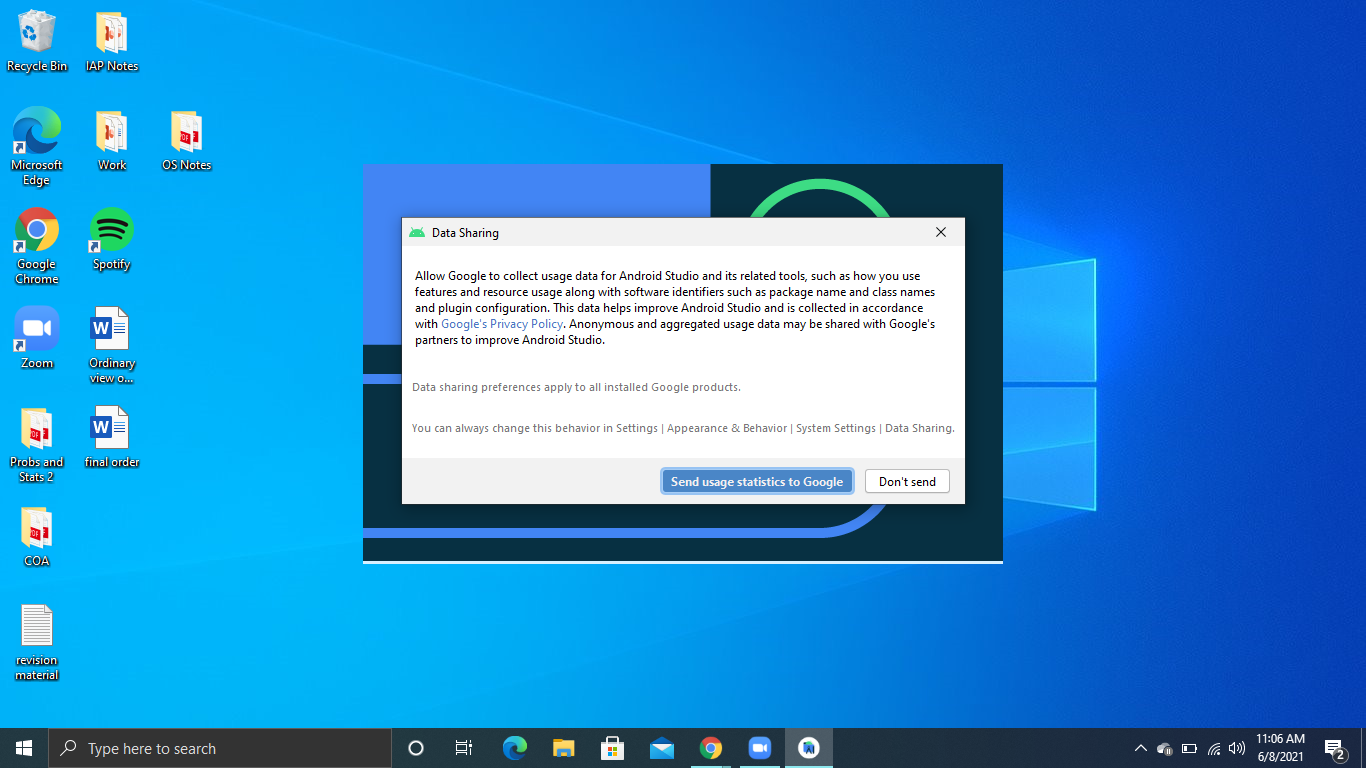 Recycle Bin
IAP Notes
Microsoft
Edge
Work
OS Notes
Google
Chrome
Spotify
Zoom
Ordinary
view o...
Probs and
Stats 2
final order
COA
revision
material
Data Sharing
Allow Google to collect usage data for Android Studio and its related tools, such as how you use
features and resource usage along with software identifiers such as package name and class names
and plugin configuration. This data helps improve Android Studio and is collected in accordance
with Google's Privacy Policy. Anonymous and aggregated usage data may be shared with Google's
partners to improve Android Studio.
Data sharing preferences apply to all installed Google products.
You can always change this behavior in Settings | Appearance & Behavior | System Settings | Data Sharing.
Send usage statistics to Google
Don't send
Type here to search
11:06 AM
6/8/2021
2